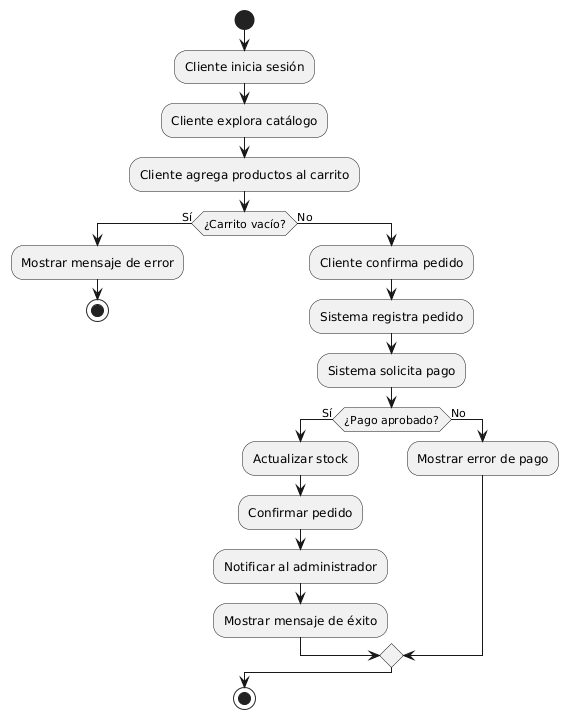 Cliente inicia sesión
Cliente explora catálogo
Cliente agrega productos al carrito
¿Carrito vacío?
Sí
No
Mostrar mensaje de error
Cliente confirma pedido
Sistema registra pedido
Sistema solicita pago
¿Pago aprobado?
Sí
No
Actualizar stock
Mostrar error de pago
Confirmar pedido
Notificar al administrador
Mostrar mensaje de éxito